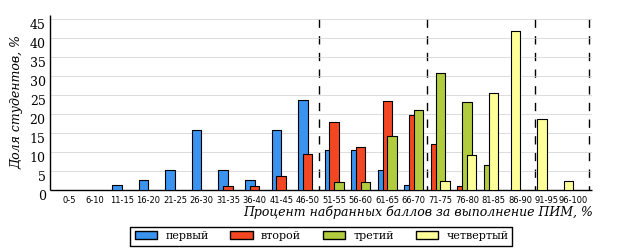 Доля студентов, %
45
40
35
30
25
20
15
10
5
0
0-5 6-10 11-15 16-20 21-25 26-30 31-35 36-40 41-45 46-50 51-55 56-60 61-65 66-70 71-75 76-80 81-85 86-90 91-95 96-100
Процент набранных баллов за выполнение ПИМ, %
первый второй третий четвертый